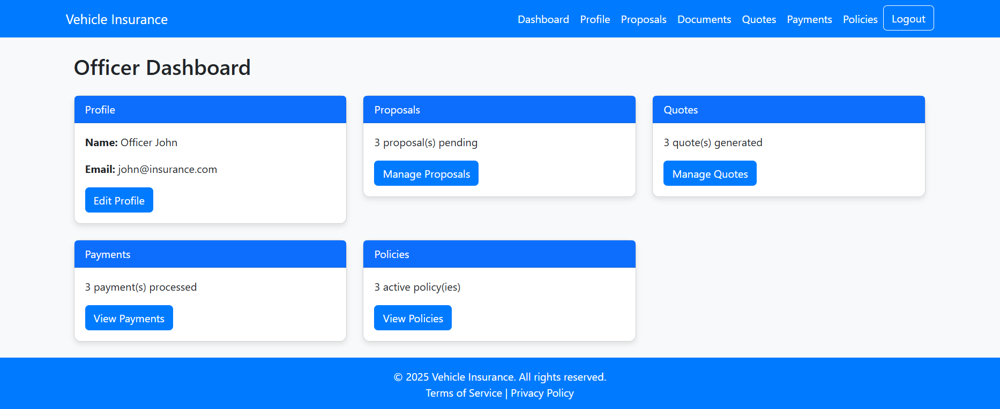 Vehicle Insurance
Dashboard Profile Proposals Documents Quotes Payments Policies Logout
Officer Dashboard
Profile
Name: Officer John
Email: john@insurance.com
Edit Profile
Proposals
3 proposal(s) pending
Manage Proposals
Quotes
3 quote(s) generated
Manage Quotes
Payments
3 payment(s) processed
View Payments
Policies
3 active policy(ies)
View Policies
© 2025 Vehicle Insurance. All rights reserved.
Terms of Service | Privacy Policy